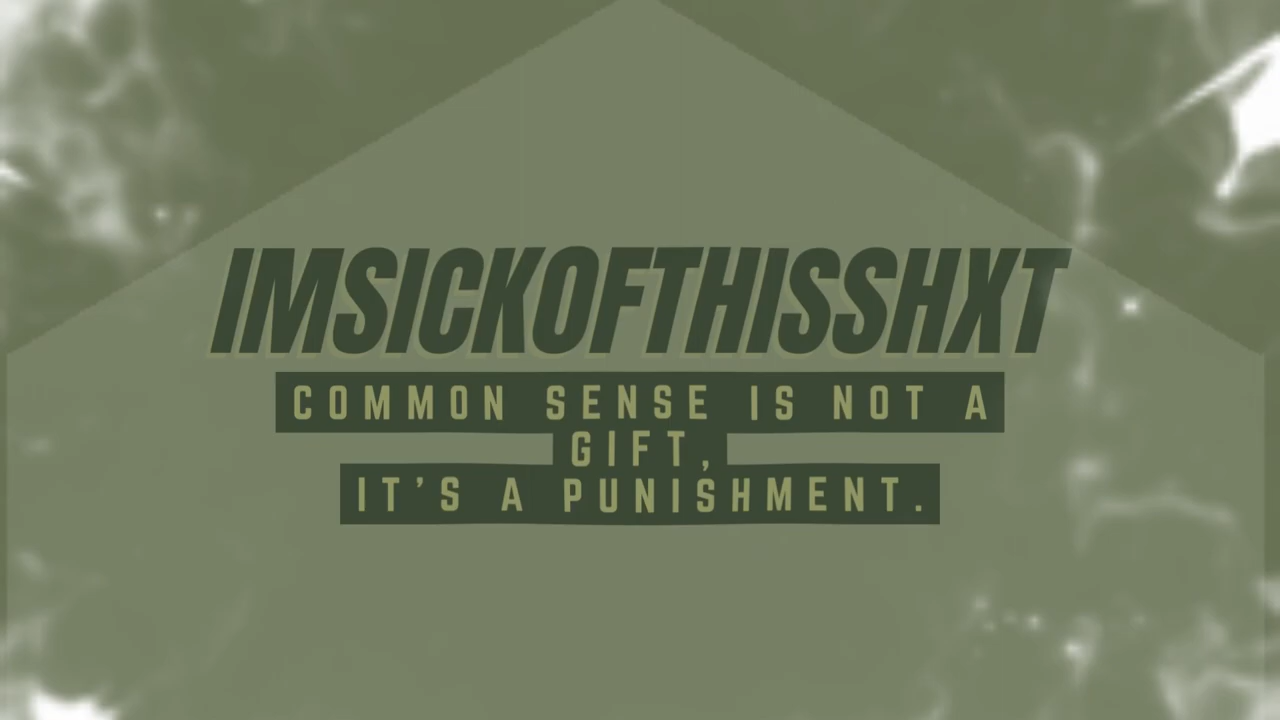 IMSICKOFTHISSHXT
COMMON SENSE IS NOT A
GIFT,
IT'S A PUNISHMENT.